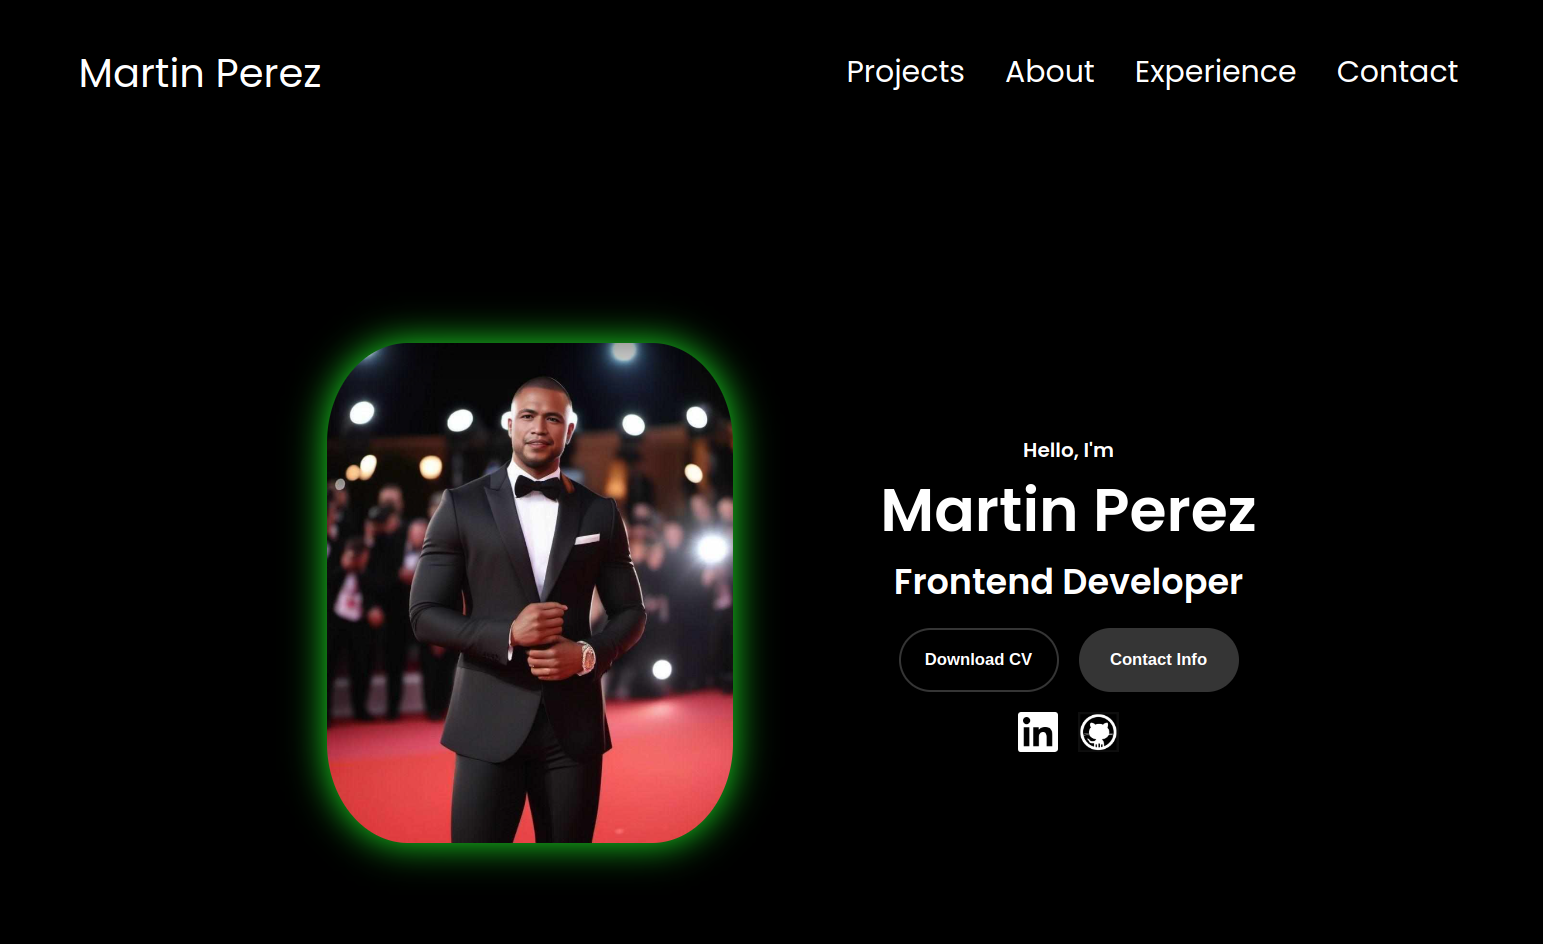 Martin Perez
Projects About Experience Contact
Hello, I'm
Martin Perez
Frontend Developer
Download CV Contact Info
in